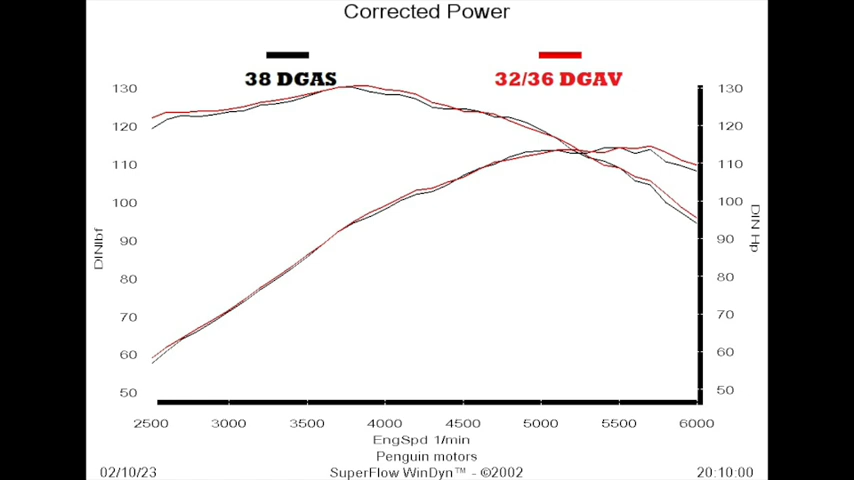 Corrected Power
38 DGAS 32/36 DGAV
130 130
120 120
110 110
100 100
90 90
80 80
70 70
60 60
50 50
DINlbf
DIN Hp
2500 3000 3500 4000 4500 5000 5500 6000
EngSpd 1/min
Penguin motors
02/10/23 SuperFlow WinDyn™ - ©2002 20:10:00